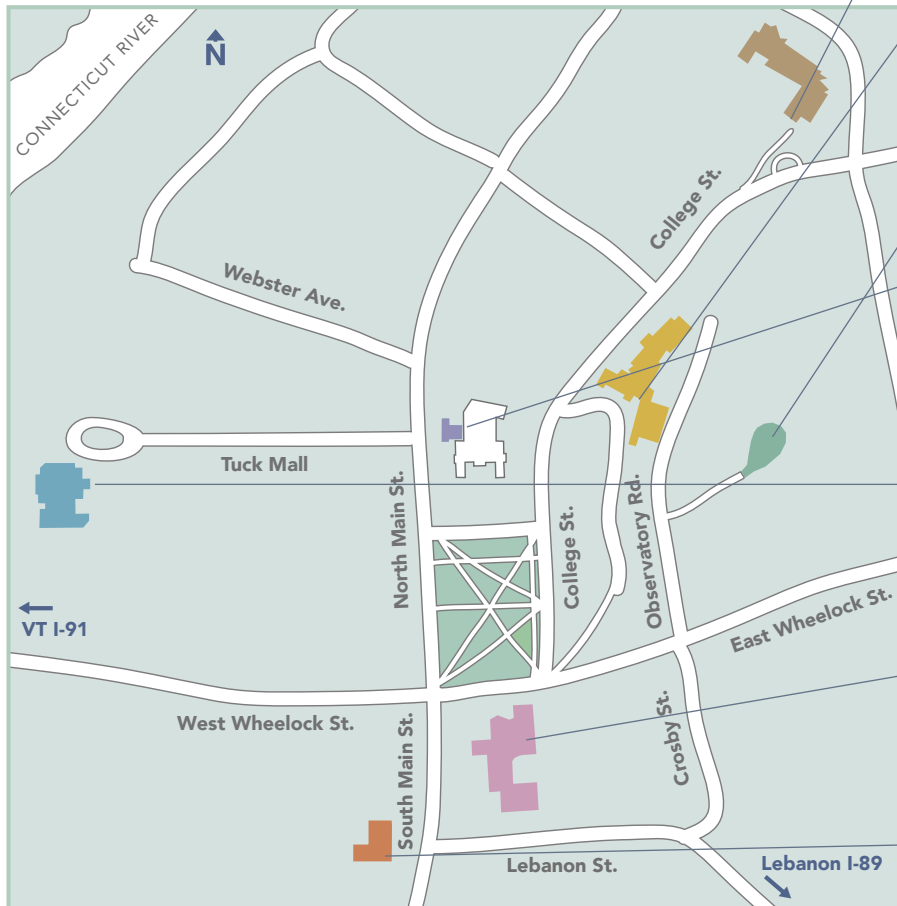 CONNECTICUT RIVER
N
College St.
Webster Ave.
Tuck Mall
North Main St.
College St.
Observatory Rd.
VT I-91
East Wheelock St.
West Wheelock St.
South Main St.
Crosby St.
Lebanon St.
Lebanon I-89